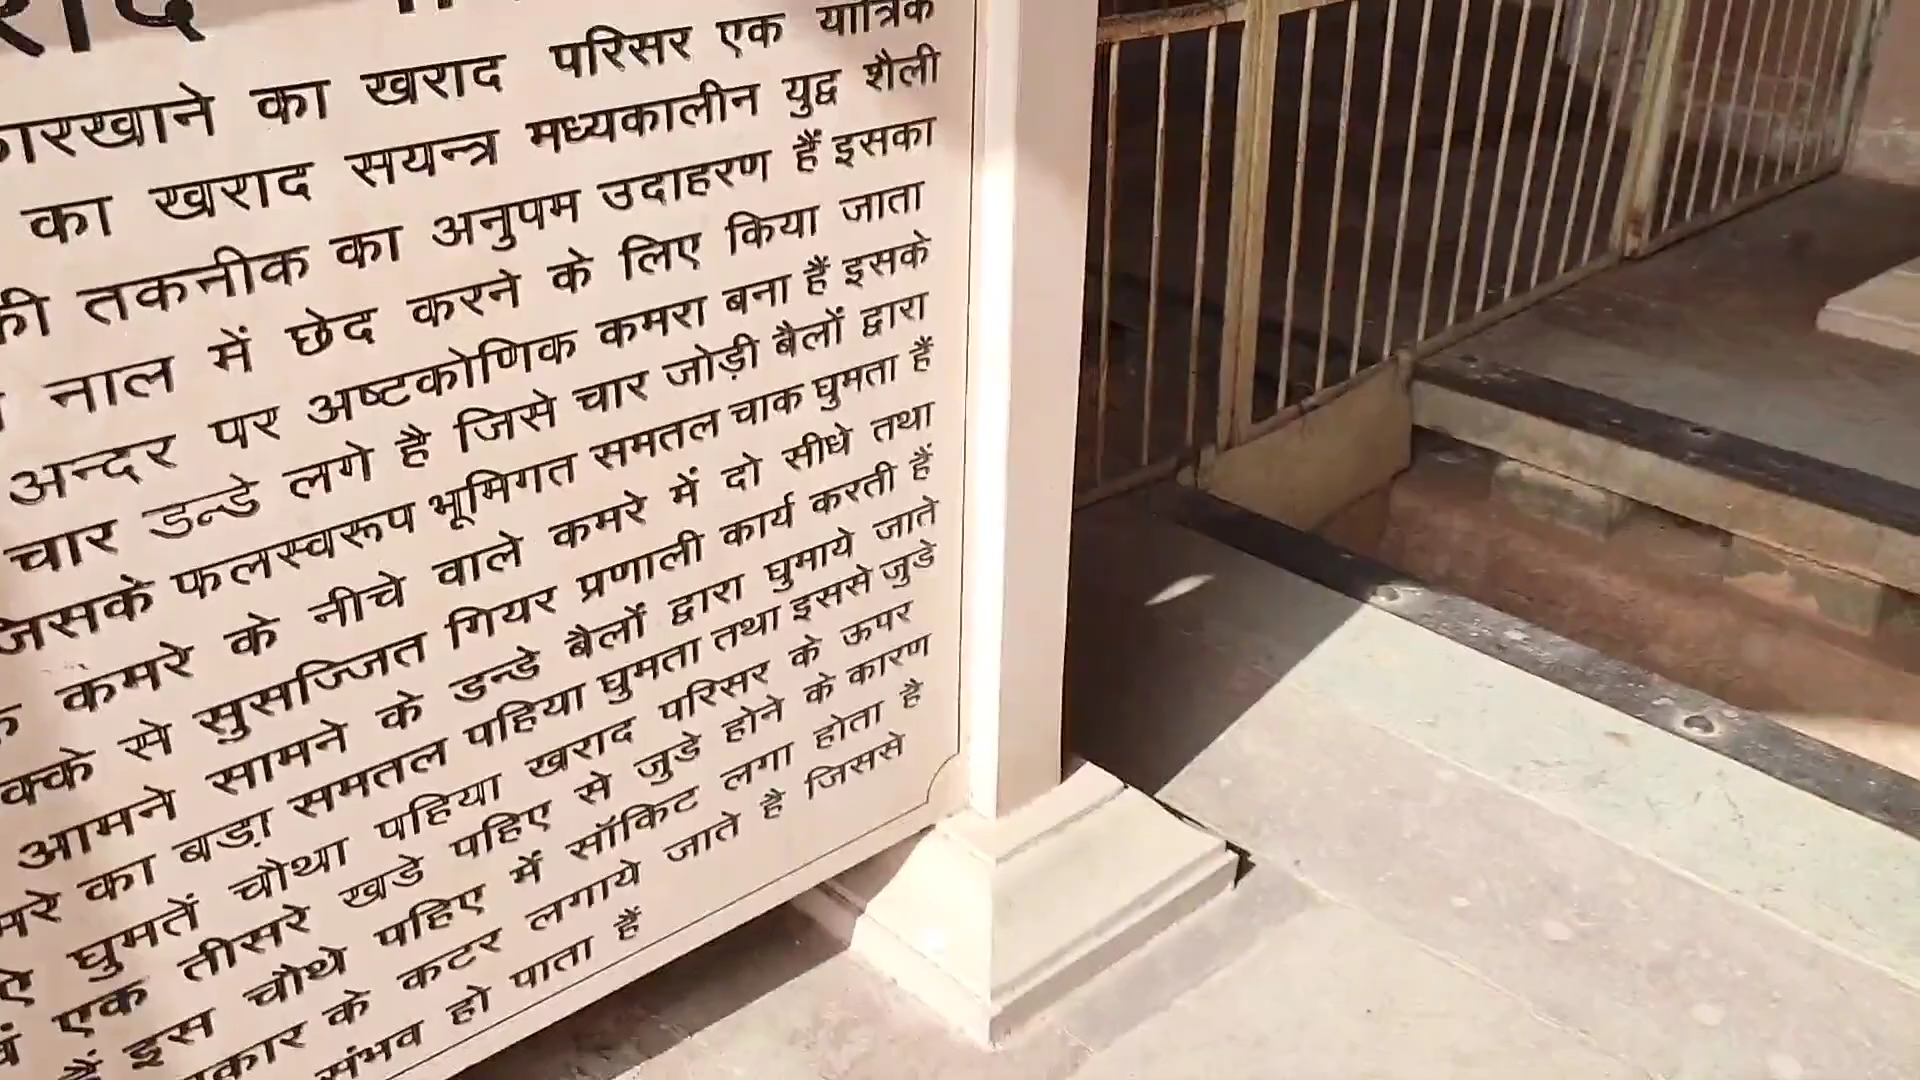 कारखाने का खराद परिसर एक यांत्रिक
का खराद सयन्त्र मध्यकालीन युद्ध शैली
की तकनीक का अनुपम उदाहरण हैं इसका
नाल में छेद करने के लिए किया जाता
अन्दर पर अष्टकोणिक कमरा बना हैं इसके
चार डन्डे लगे है जिसे चार जोड़ी बैलों द्वारा
जिसके फलस्वरूप भूमिगत समतल चाक घुमता हैं
कमरे के नीचे वाले कमरे में दो सीधे तथा
चक्के से सुसज्जित गियर प्रणाली कार्य करती हैं
आमने सामने के डन्डे बैलों द्वारा घुमाये जाते
का बड़ा समतल पहिया घुमता तथा इससे जुडे
घुमतें चौथा पहिया खराद परिसर के ऊपर
एक तीसरे खडे पहिए से जुडे होने के कारण
हैं इस चौथे पहिए में सॉकिट लगा होता है
के कटर लगाये जाते है जिससे
संभव हो पाता हैं